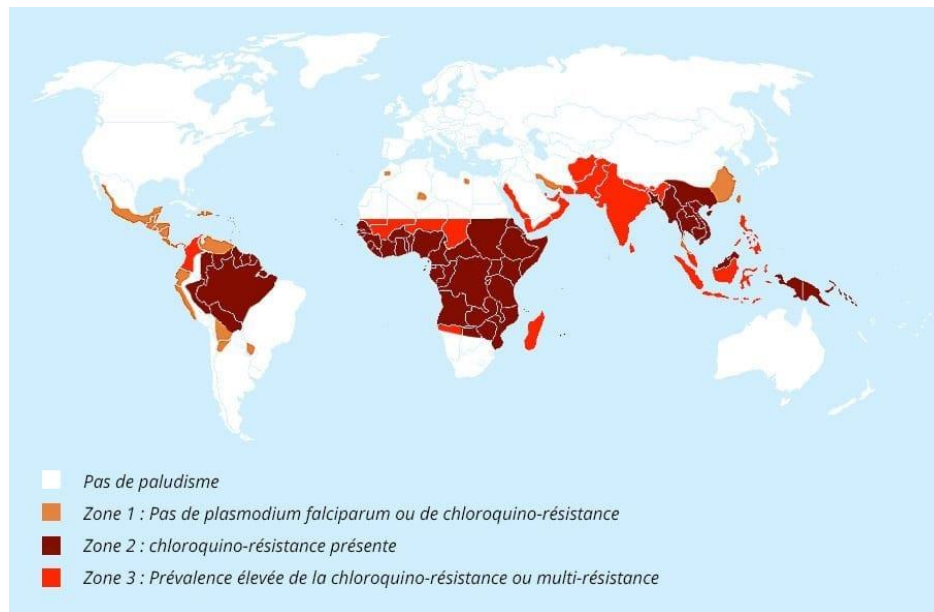 Pas de paludisme
Zone 1 : Pas de plasmodium falciparum ou de chloroquino-résistance
Zone 2 : chloroquino-résistance présente
Zone 3 : Prévalence élevée de la chloroquino-résistance ou multi-résistance